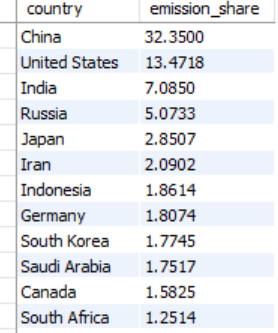 country emission_share
China 32.3500
United States 13.4718
India 7.0850
Russia 5.0733
Japan 2.8507
Iran 2.0902
Indonesia 1.8614
Germany 1.8074
South Korea 1.7745
Saudi Arabia 1.7517
Canada 1.5825
South Africa 1.2514